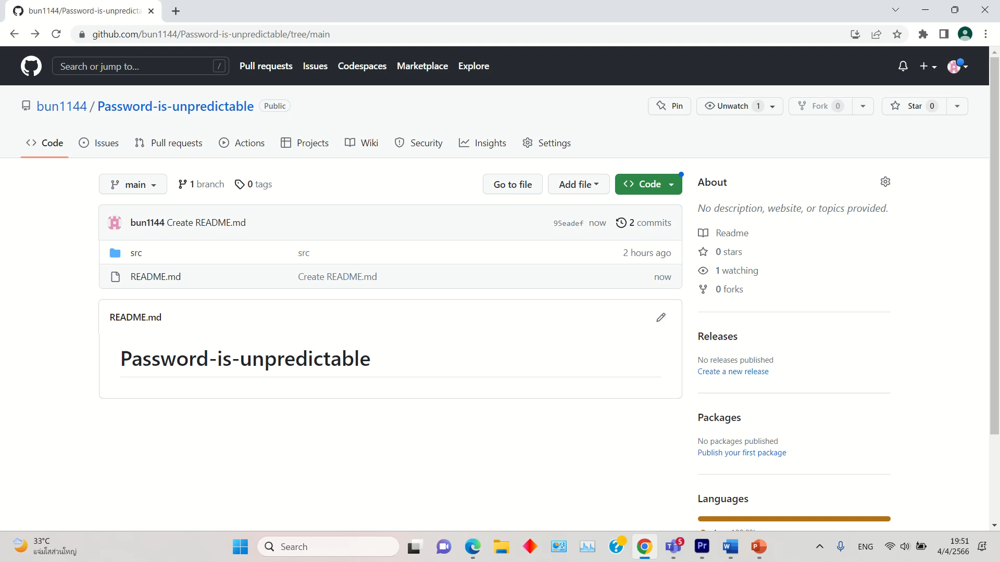 bun1144/Password-is-unpredicta
github.com/bun1144/Password-is-unpredictable/tree/main
Search or jump to... /
Pull requests Issues Codespaces Marketplace Explore
bun1144 / Password-is-unpredictable Public
Pin Unwatch 1 Fork 0 Star 0
Code Issues Pull requests Actions Projects Wiki Security Insights Settings
main 1 branch 0 tags Go to file Add file Code
bun1144 Create README.md 95eadef now 2 commits
src src 2 hours ago
README.md Create README.md now
README.md
Password-is-unpredictable
About
No description, website, or topics provided.
Readme
0 stars
1 watching
0 forks
Releases
No releases published
Create a new release
Packages
No packages published
Publish your first package
Languages
33°C
แจ่มใสส่วนใหญ่
Search
5
Pr
ENG
19:51
4/4/2566